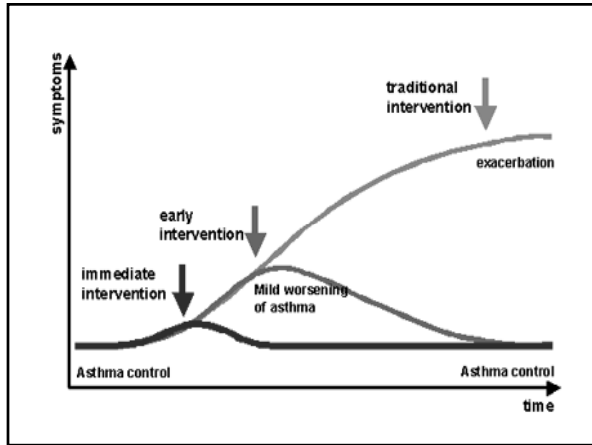 symptoms
traditional
intervention
exacerbation
early
intervention
immediate
intervention
Mild worsening
of asthma
Asthma control
Asthma control
time